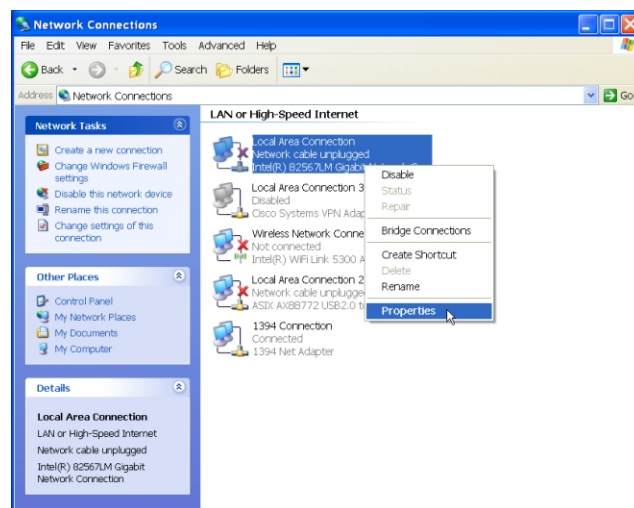 Network Connections
File Edit View Favorites Tools Advanced Help
Back Search Folders
Address Network Connections Go
Network Tasks
Create a new connection
Change Windows Firewall
settings
Disable this network device
Rename this connection
Change settings of this
connection
Other Places
Control Panel
My Network Places
My Documents
My Computer
Details
Local Area Connection
LAN or High-Speed Internet
Network cable unplugged
Intel(R) 82567LM Gigabit
Network Connection
LAN or High-Speed Internet
Local Area Connection
Network cable unplugged
Intel(R) 82567LM Gigabit Network C
Local Area Connection 3
Disabled
Cisco Systems VPN Adap
Wireless Network Conne
Not connected
Intel(R) WiFi Link 5300 A
Local Area Connection 2
Network cable unplugge
ASIX AX88772 USB2.0 t
1394 Connection
Connected
1394 Net Adapter
Disable
Status
Repair
Bridge Connections
Create Shortcut
Delete
Rename
Properties